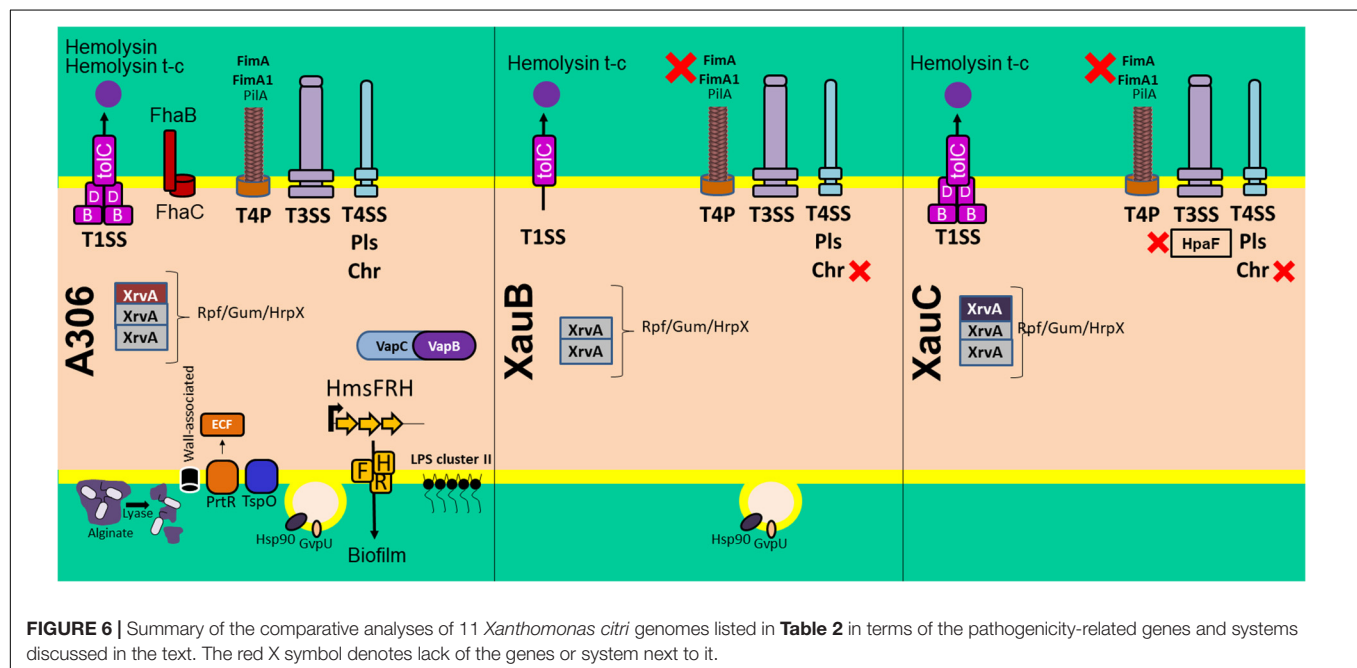 Hemolysin
Hemolysin t-c
tolC
D D
B B
T1SS
FhaB
FhaC
FimA
FimA1
PilA
T4P
T3SS
T4SS
Pls
Chr
A306
XrvA
XrvA
XrvA
Rpf/Gum/HrpX
VapC VapB
HmsFRH
Wall-associated
ECF
PrtR
TspO
Alginate
Lyase
Hsp90
GvpU
F H
R
Biofilm
LPS cluster II
Hemolysin t-c
tolC
T1SS
FimA
FimA1
PilA
T4P
T3SS
T4SS
Pls
Chr
XauB
XrvA
XrvA
Rpf/Gum/HrpX
Hsp90
GvpU
Hemolysin t-c
tolC
D D
B B
T1SS
FimA
FimA1
PilA
T4P
T3SS
T4SS
HpaF
Pls
Chr
XauC
XrvA
XrvA
XrvA
Rpf/Gum/HrpX
FIGURE 6 | Summary of the comparative analyses of 11 Xanthomonas citri genomes listed in Table 2 in terms of the pathogenicity-related genes and systems
discussed in the text. The red X symbol denotes lack of the genes or system next to it.